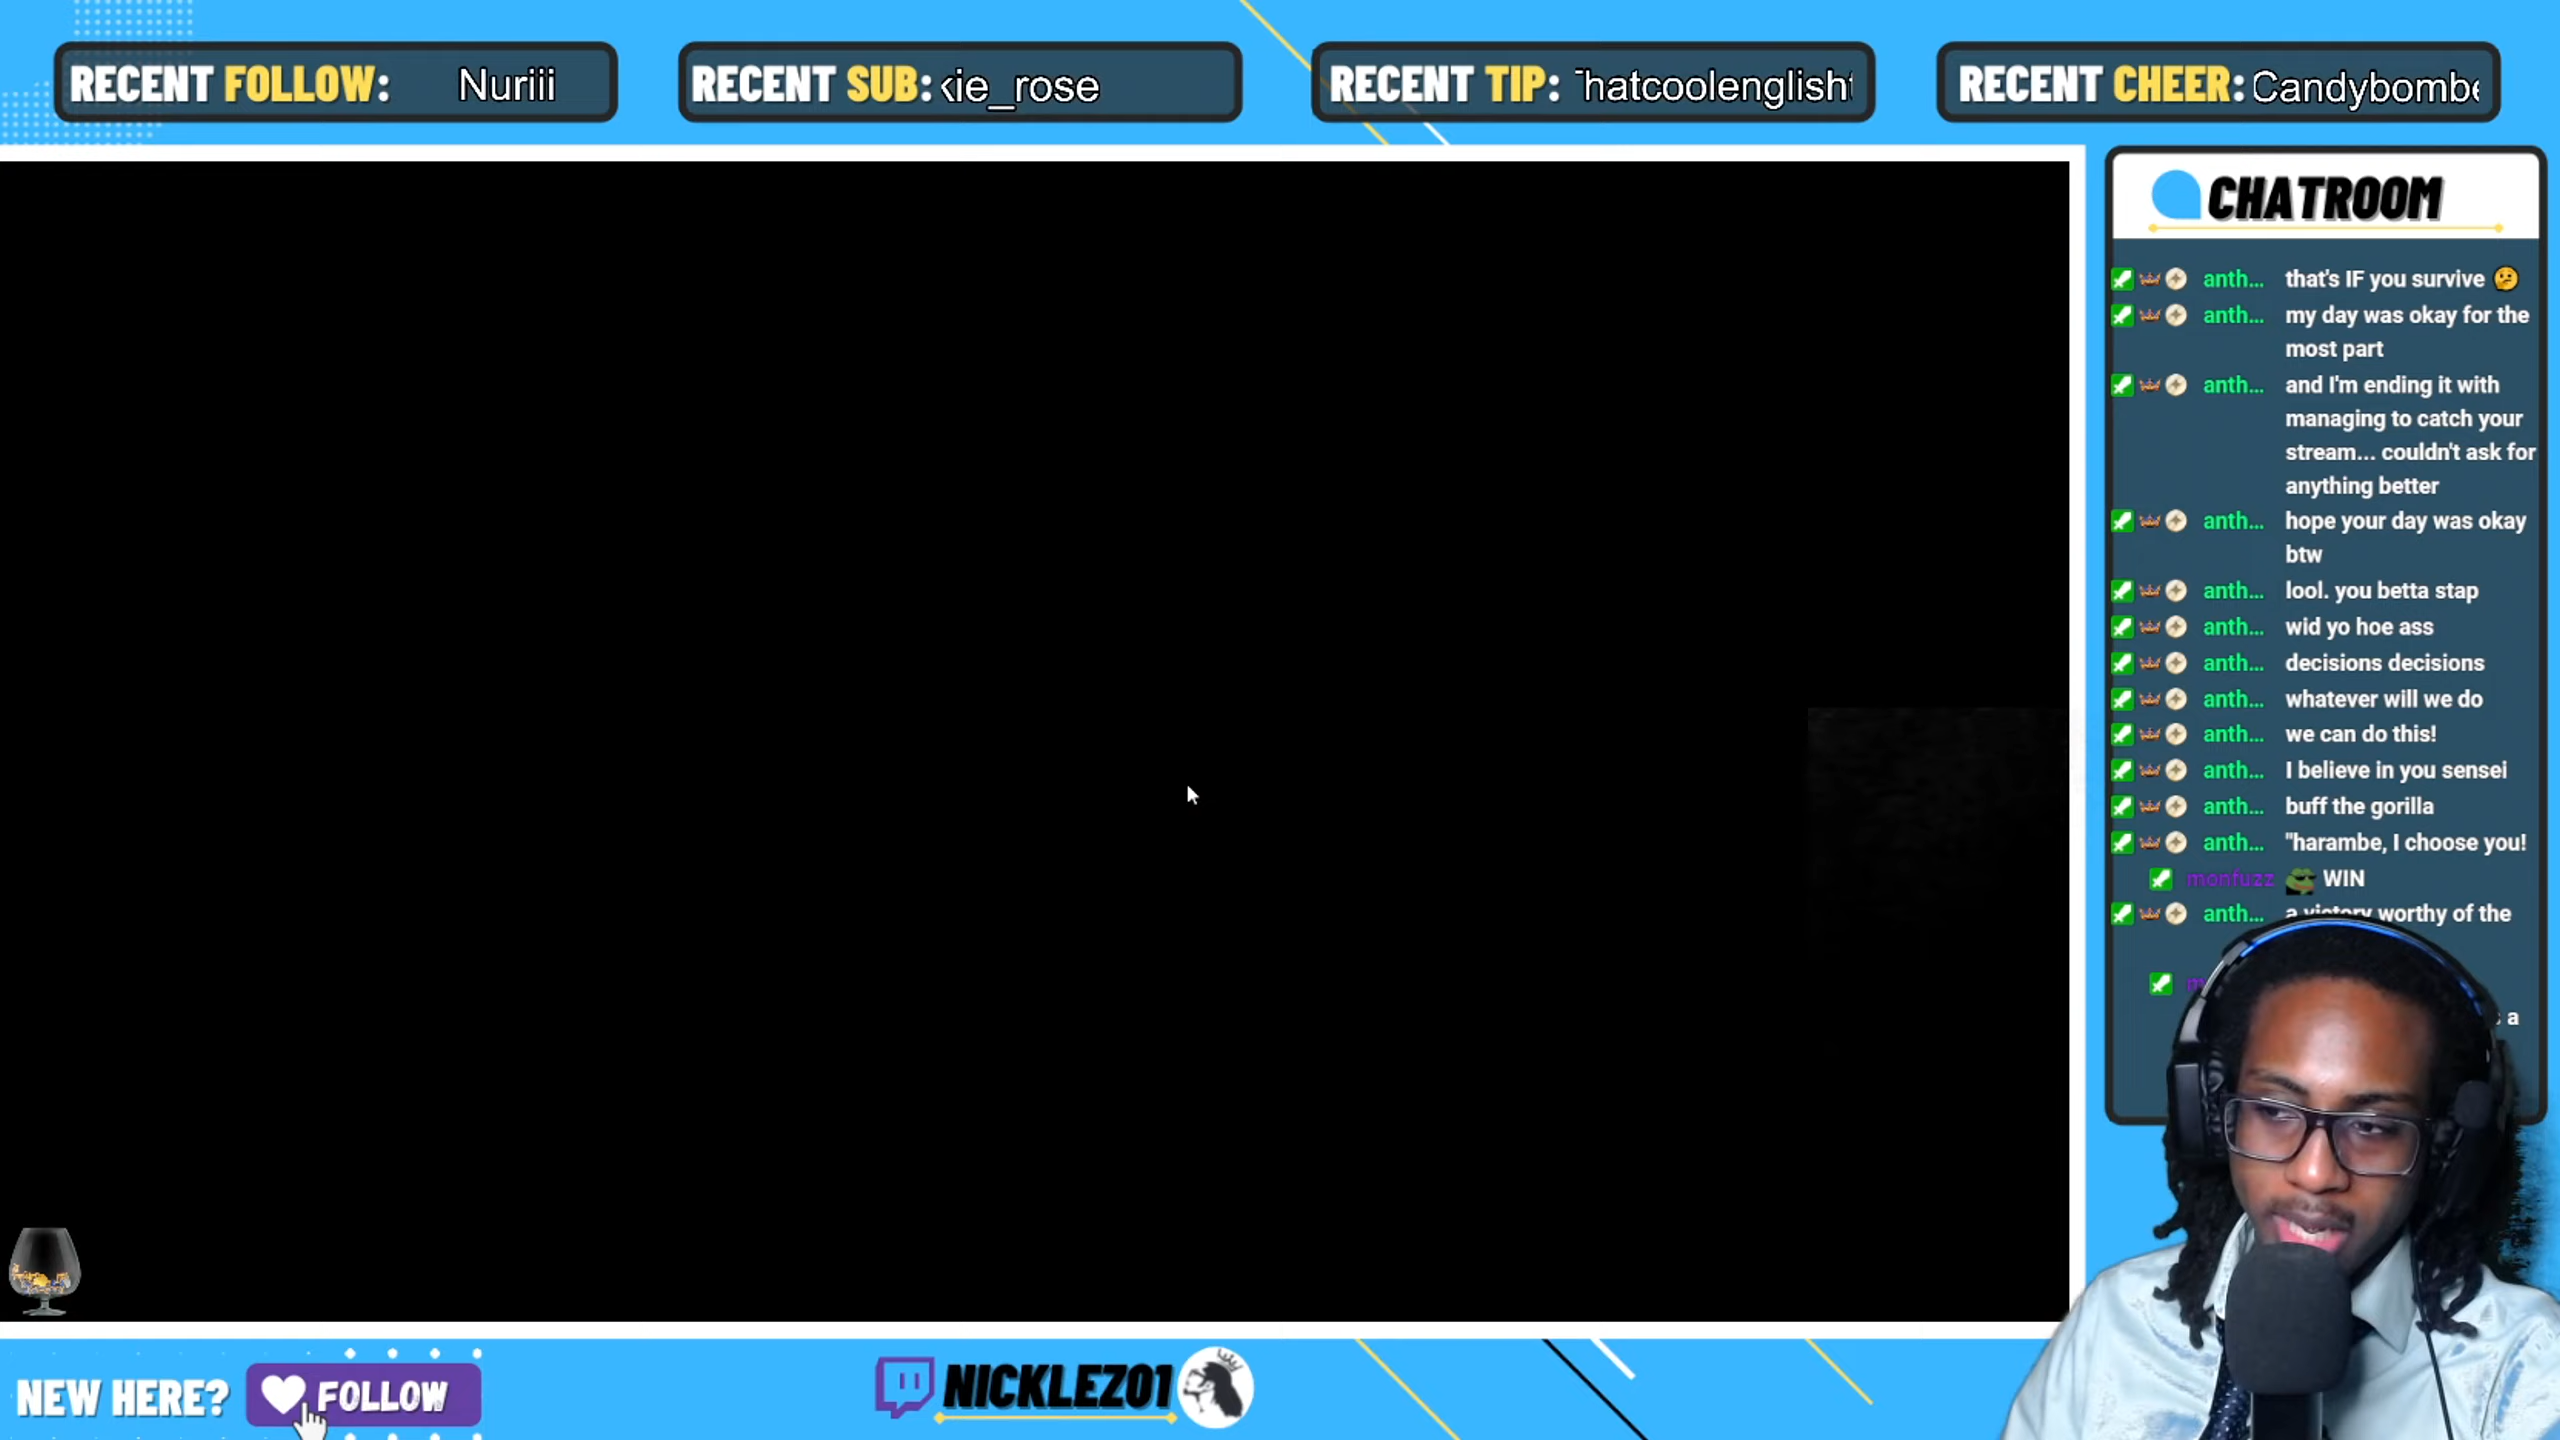 RECENT FOLLOW: Nuriii
RECENT SUB: kie_rose
RECENT TIP: Thatcoolenglish
RECENT CHEER: Candybombe
CHATROOM
anth... that's IF you survive 🤔
anth... my day was okay for the
most part
anth... and I'm ending it with
managing to catch your
stream... couldn't ask for
anything better
anth... hope your day was okay
btw
anth... lool. you betta stap
anth... wid yo hoe ass
anth... decisions decisions
anth... whatever will we do
anth... we can do this!
anth... I believe in you sensei
anth... buff the gorilla
anth... "harambe, I choose you!
monfuzz WIN
anth... a victory worthy of the
a
NEW HERE? FOLLOW
NICKLEZ01